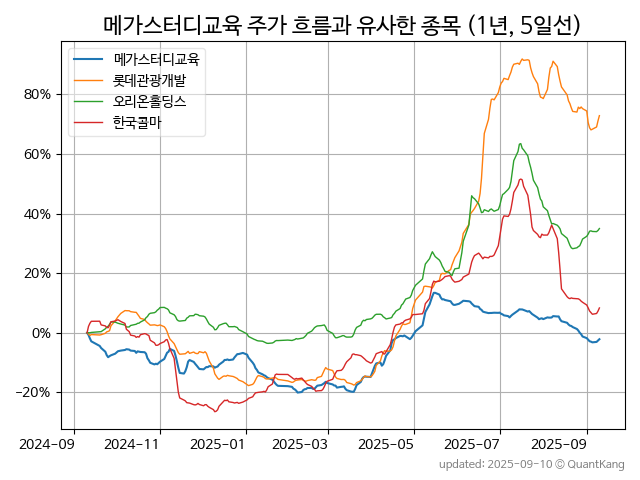 메가스터디교육 주가 흐름과 유사한 종목 (1년, 5일선)
메가스터디교육
롯데관광개발
오리온홀딩스
한국콜마
80%
60%
40%
20%
0%
−20%
2024-09 2024-11 2025-01 2025-03 2025-05 2025-07 2025-09
updated: 2025-09-10 © QuantKang